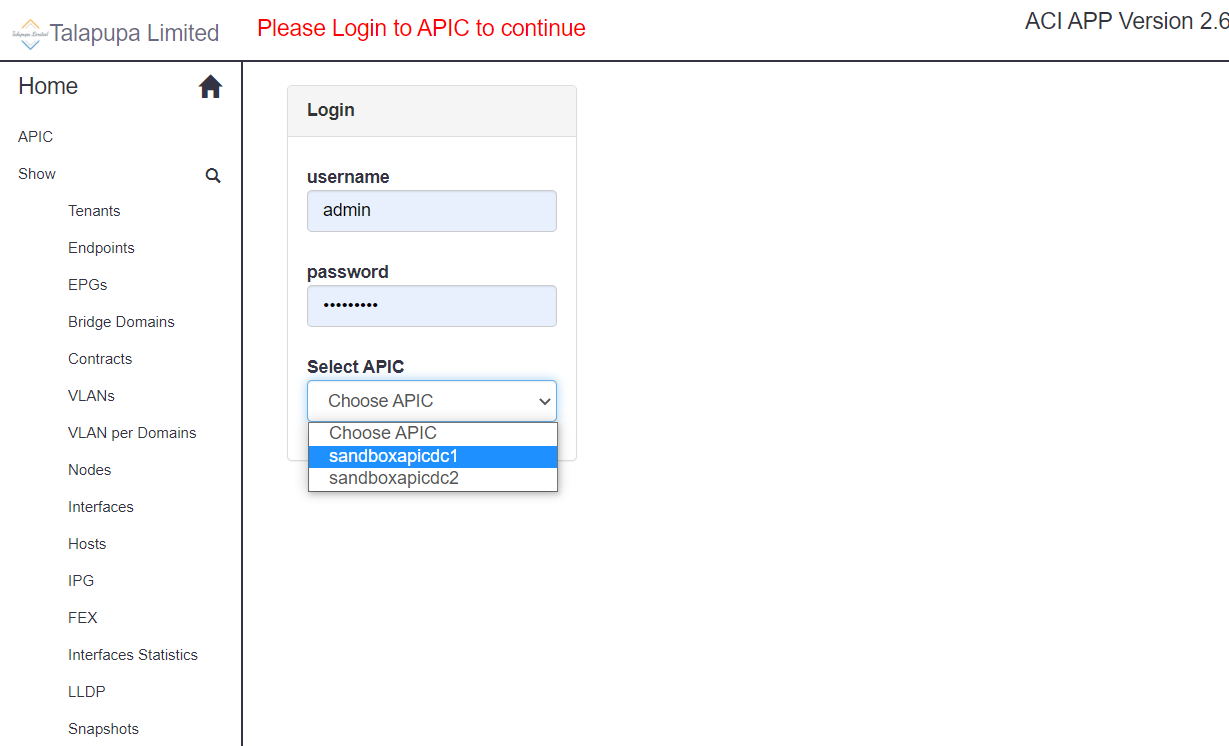 Talapupa Limited
Please Login to APIC to continue
ACI APP Version 2.6
Home
APIC
Show
Tenants
Endpoints
EPGs
Bridge Domains
Contracts
VLANs
VLAN per Domains
Nodes
Interfaces
Hosts
IPG
FEX
Interfaces Statistics
LLDP
Snapshots
Login
username
admin
password
•••••••••
Select APIC
Choose APIC
Choose APIC
sandboxapicdc1
sandboxapicdc2